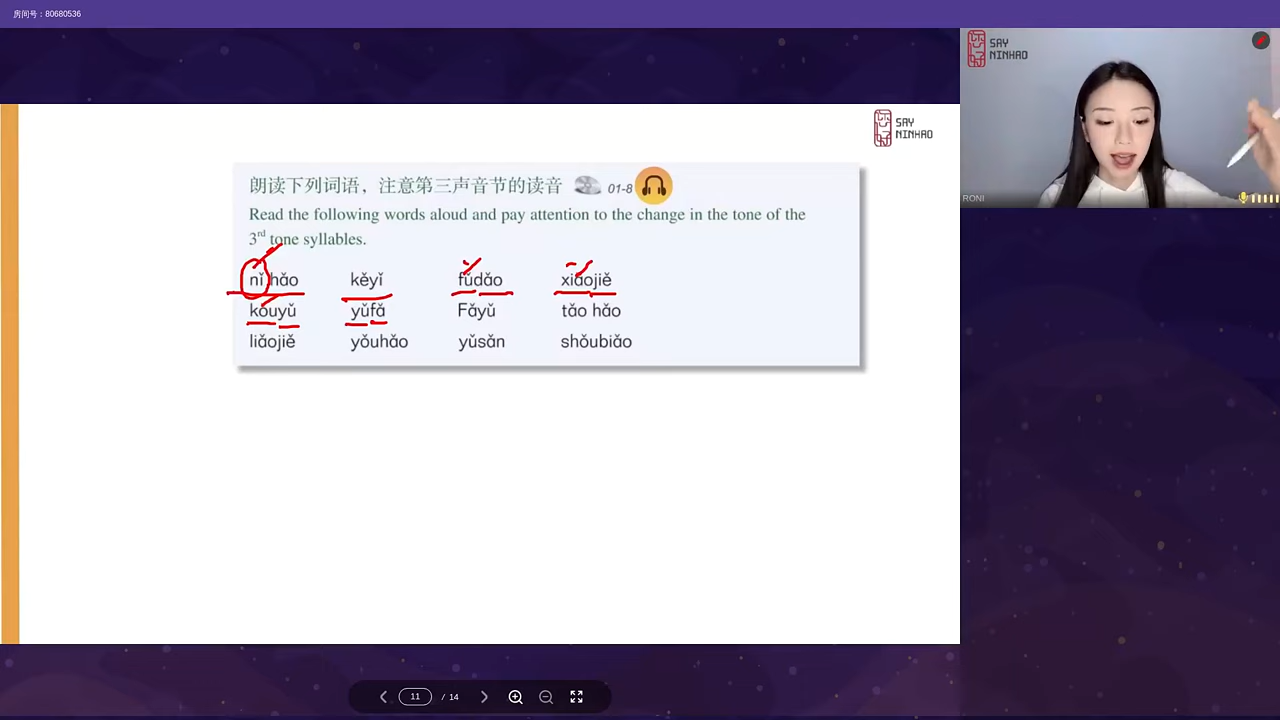 房间号：80680536
SAY
NINHAO
SAY
NINHAO
朗读下列词语，注意第三声音节的读音 01-8
Read the following words aloud and pay attention to the change in the tone of the
3rd tone syllables.
nǐ hǎo kěyǐ fǔdǎo xiǎojiě
kǒuyǔ yǔfǎ Fǎyǔ tǎo hǎo
liǎojiě yǒuhǎo yǔsǎn shǒubiǎo
RONI
11 / 14